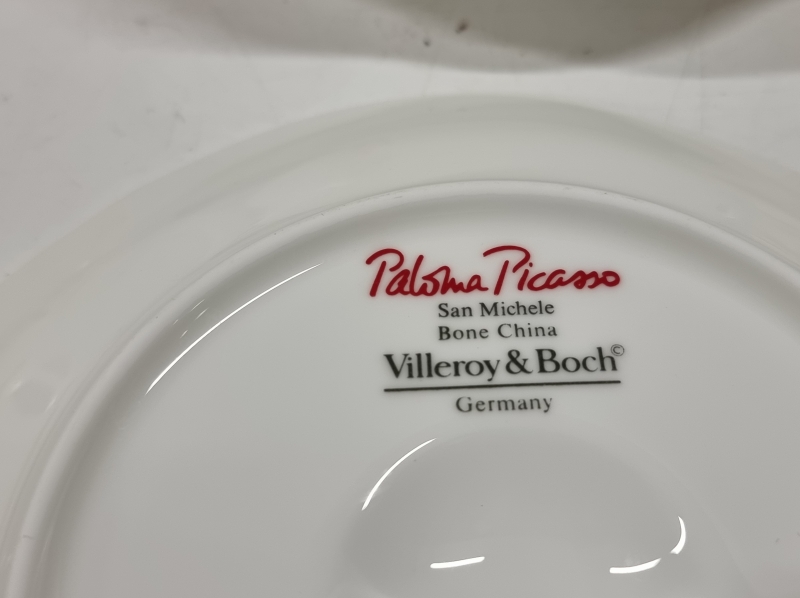 Paloma Picasso
San Michele
Bone China
Villeroy & Boch©
Germany